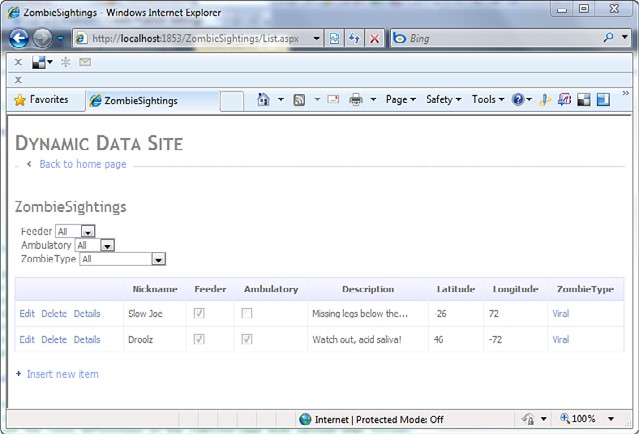 ZombieSightings - Windows Internet Explorer
http://localhost:1853/ZombieSightings/List.aspx
Bing
x
x
Favorites ZombieSightings Page Safety Tools
DYNAMIC DATA SITE
Back to home page
ZombieSightings
Feeder All
Ambulatory All
ZombieType All
Nickname Feeder Ambulatory Description Latitude Longitude ZombieType
Edit Delete Details Slow Joe Missing legs below the... -26 72 Viral
Edit Delete Details Droolz Watch out, acid saliva! 46 -72 Viral
+ Insert new item
Internet | Protected Mode: Off 100%